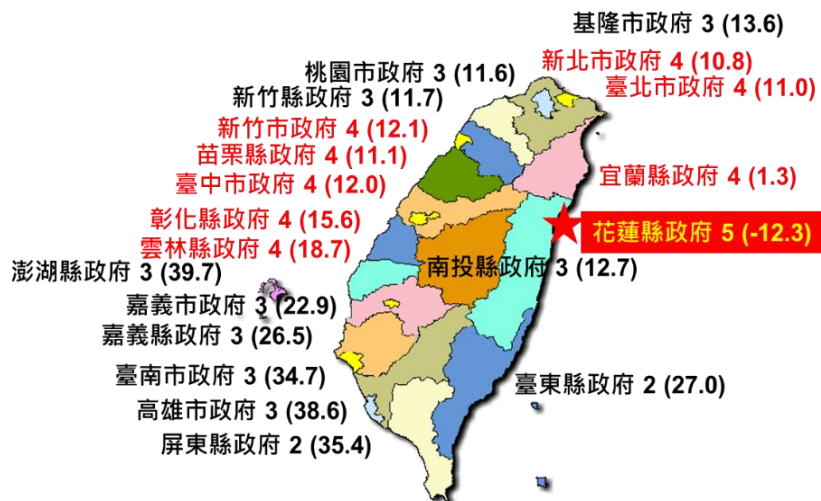 基隆市政府 3 (13.6)
新北市政府 4 (10.8)
桃園市政府 3 (11.6)
臺北市政府 4 (11.0)
新竹縣政府 3 (11.7)
新竹市政府 4 (12.1)
苗栗縣政府 4 (11.1)
宜蘭縣政府 4 (1.3)
臺中市政府 4 (12.0)
彰化縣政府 4 (15.6)
花蓮縣政府 5 (-12.3)
雲林縣政府 4 (18.7)
澎湖縣政府 3 (39.7)
南投縣政府 3 (12.7)
嘉義市政府 3 (22.9)
嘉義縣政府 3 (26.5)
臺南市政府 3 (34.7)
臺東縣政府 2 (27.0)
高雄市政府 3 (38.6)
屏東縣政府 2 (35.4)